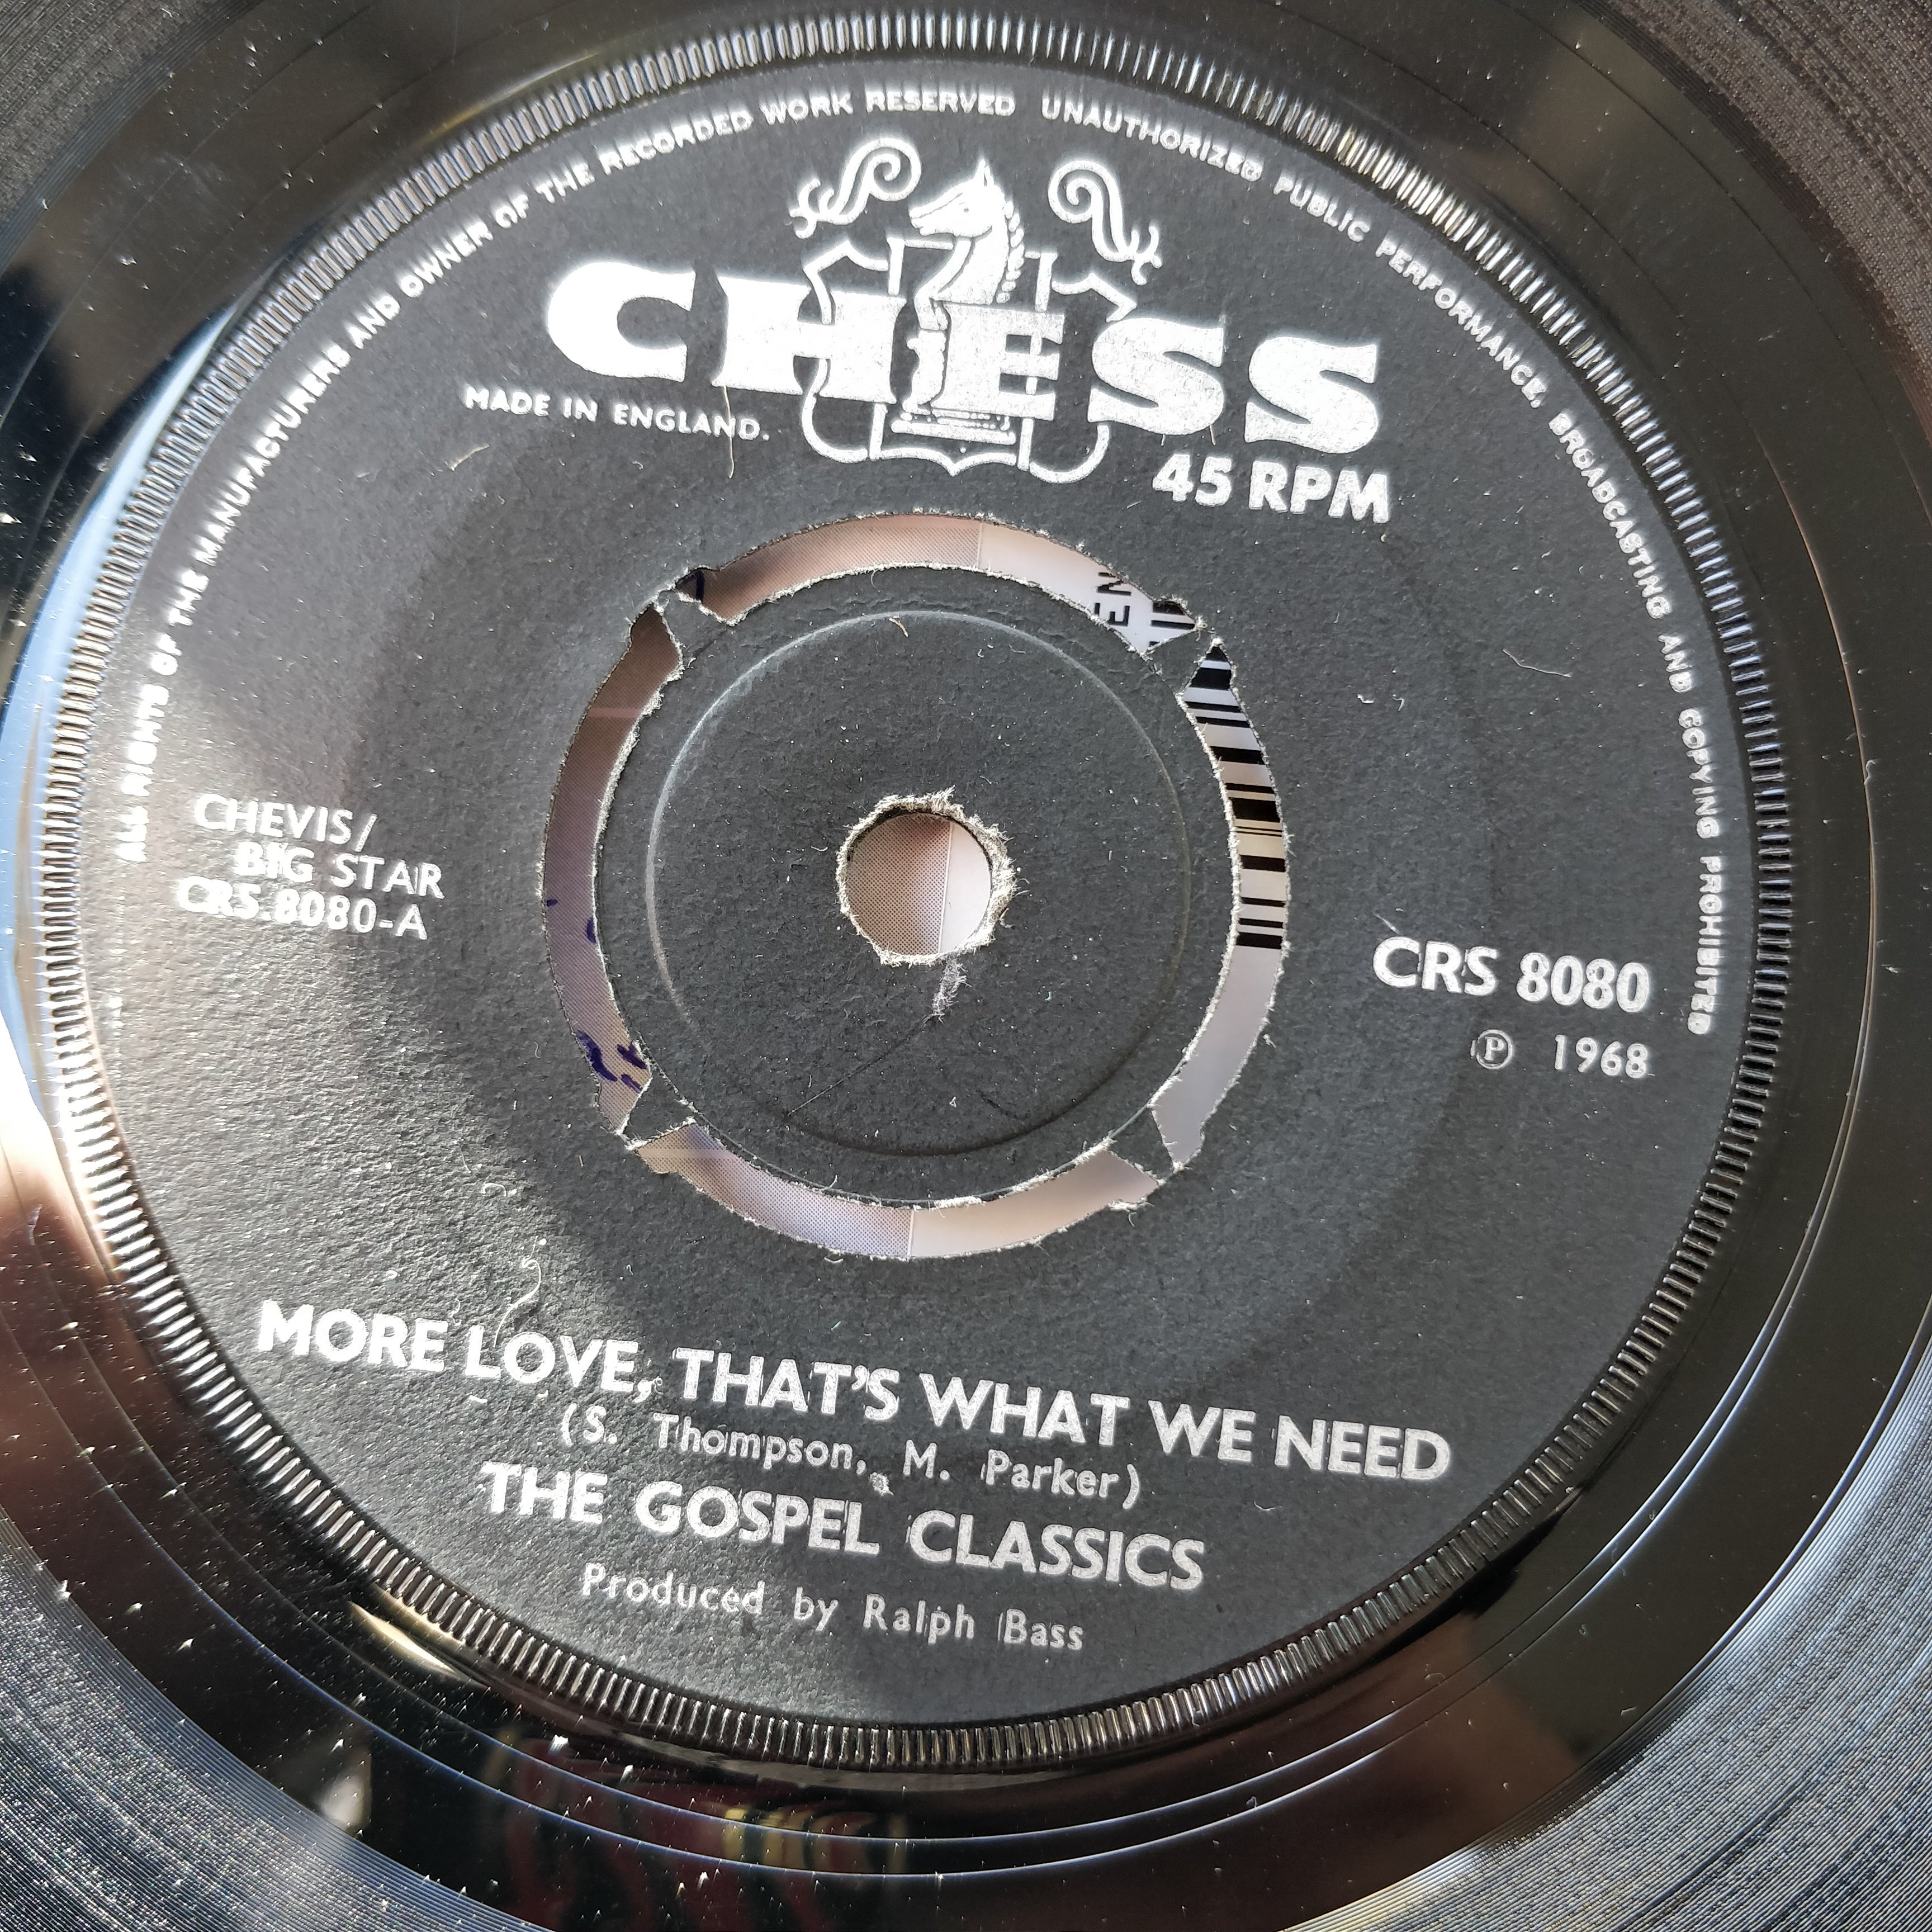 ALL RIGHTS OF THE MANUFACTURERS AND OWNER OF THE RECORDED WORK RESERVED UNAUTHORIZED PUBLIC PERFORMANCE, BROADCASTING AND COPYING PROHIBITED
CHESS
MADE IN ENGLAND.
45 RPM
CHEVIS/
BIG STAR
CRS.8080-A
CRS 8080
Ⓟ 1968
MORE LOVE, THAT'S WHAT WE NEED
(S. Thompson, M. Parker)
THE GOSPEL CLASSICS
Produced by Ralph Bass